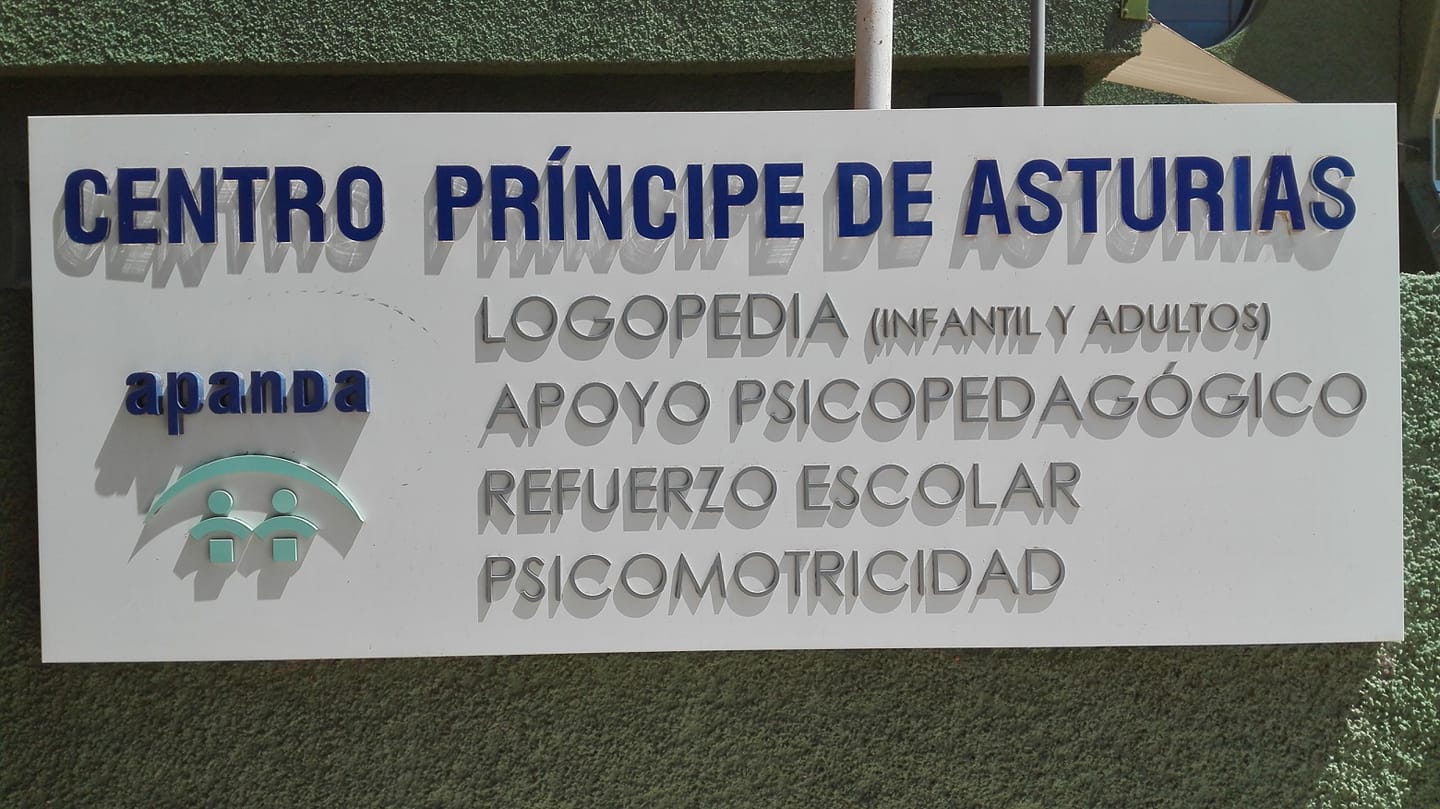 CENTRO PRÍNCIPE DE ASTURIAS
LOGOPEDIA (INFANTIL Y ADULTOS)
apanda
APOYO PSICOPEDAGÓGICO
REFUERZO ESCOLAR
PSICOMOTRICIDAD